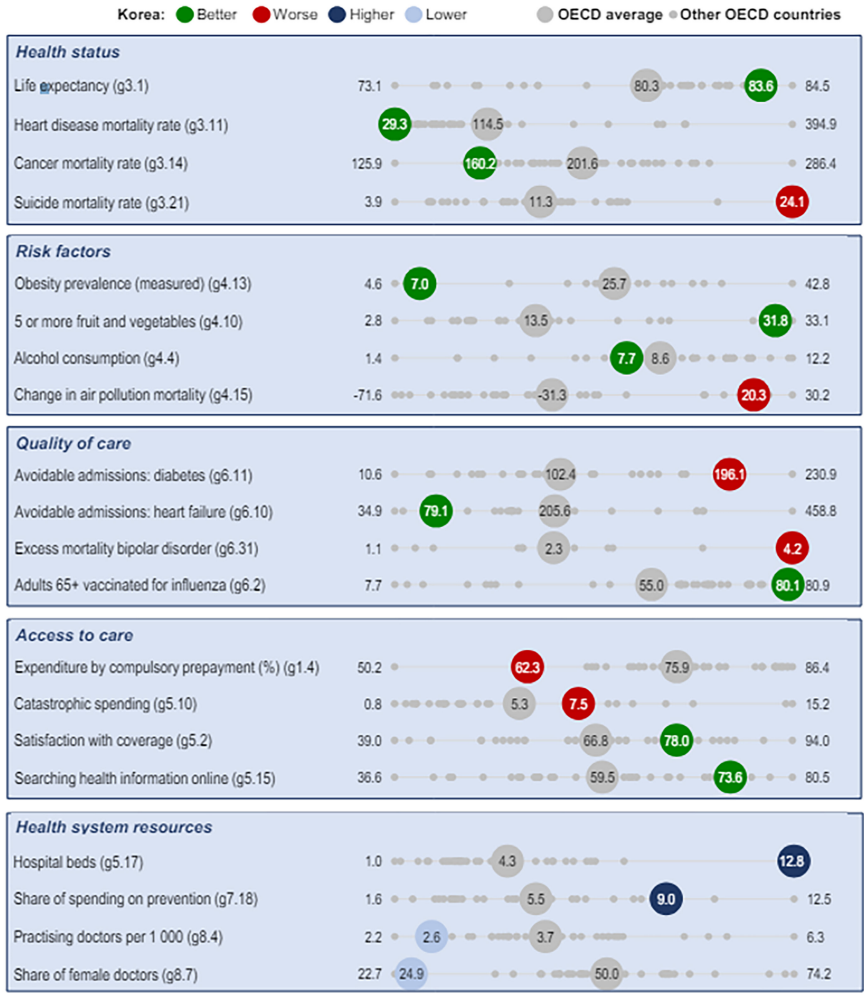 Korea: Better Worse Higher Lower OECD average Other OECD countries
Health status
Life expectancy (g3.1) 73.1 80.3 83.6 84.5
Heart disease mortality rate (g3.11) 29.3 114.5 394.9
Cancer mortality rate (g3.14) 125.9 160.2 201.6 286.4
Suicide mortality rate (g3.21) 3.9 11.3 24.1
Risk factors
Obesity prevalence (measured) (g4.13) 4.6 7.0 25.7 42.8
5 or more fruit and vegetables (g4.10) 2.8 13.5 31.8 33.1
Alcohol consumption (g4.4) 1.4 7.7 8.6 12.2
Change in air pollution mortality (g4.15) -71.6 -31.3 20.3 30.2
Quality of care
Avoidable admissions: diabetes (g6.11) 10.6 102.4 196.1 230.9
Avoidable admissions: heart failure (g6.10) 34.9 79.1 205.6 458.8
Excess mortality bipolar disorder (g6.31) 1.1 2.3 4.2
Adults 65+ vaccinated for influenza (g6.2) 7.7 55.0 80.1 80.9
Access to care
Expenditure by compulsory prepayment (%) (g1.4) 50.2 62.3 75.9 86.4
Catastrophic spending (g5.10) 0.8 5.3 7.5 15.2
Satisfaction with coverage (g5.2) 39.0 66.8 78.0 94.0
Searching health information online (g5.15) 36.6 59.5 73.6 80.5
Health system resources
Hospital beds (g5.17) 1.0 4.3 12.8
Share of spending on prevention (g7.18) 1.6 5.5 9.0 12.5
Practising doctors per 1 000 (g8.4) 2.2 2.6 3.7 6.3
Share of female doctors (g8.7) 22.7 24.9 50.0 74.2